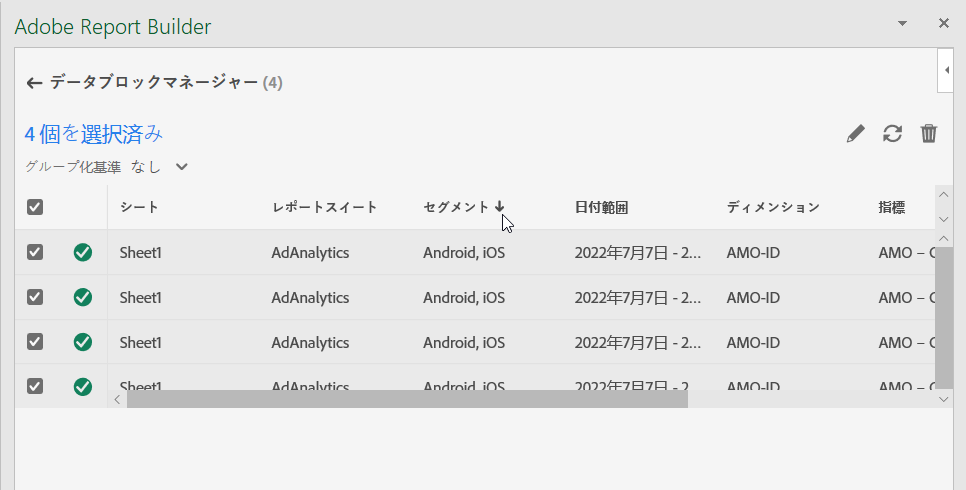 Adobe Report Builder
データブロックマネージャー (4)
4 個を選択済み
グループ化基準 なし
シート レポートスイート セグメント 日付範囲 ディメンション 指標
Sheet1 AdAnalytics Android, iOS 2022年7月7日 - 2... AMO-ID AMO – C
Sheet1 AdAnalytics Android, iOS 2022年7月7日 - 2... AMO-ID AMO – C
Sheet1 AdAnalytics Android, iOS 2022年7月7日 - 2... AMO-ID AMO – C
Sheet1 AdAnalytics Android, iOS 2022年7月7日 - 2 AMO-ID AMO – C